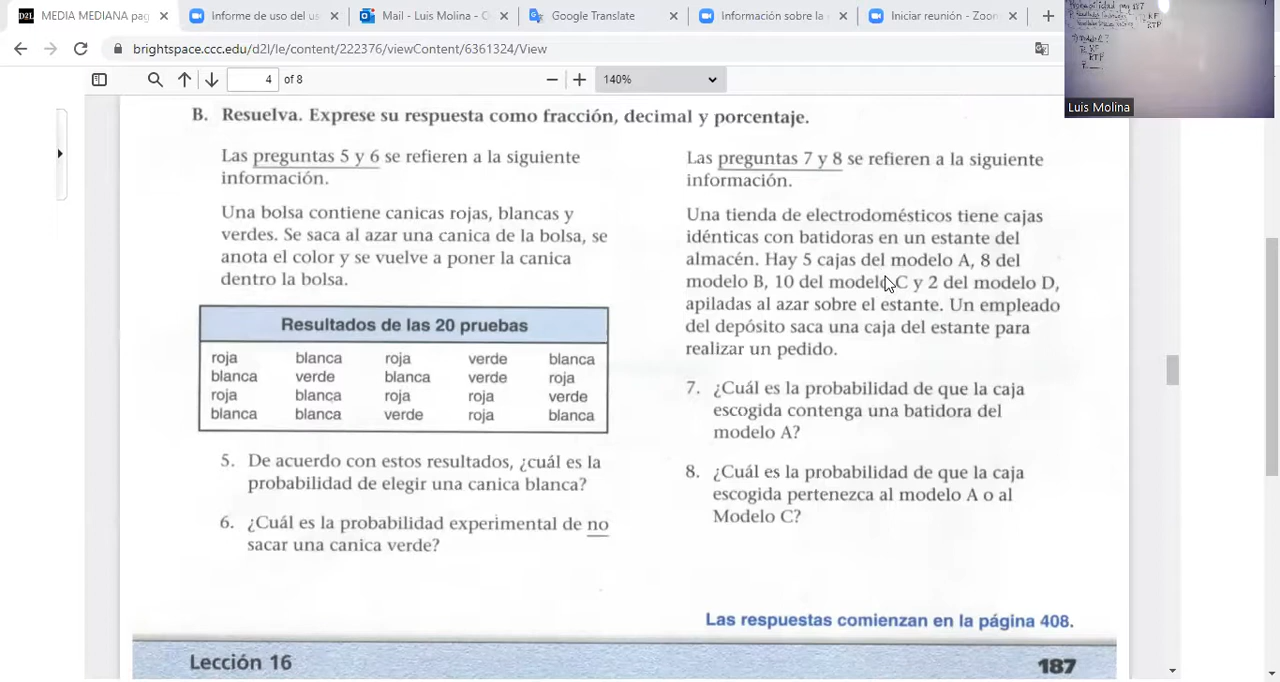 MEDIA MEDIANA pag
Informe de uso del us
Mail - Luis Molina - O
Google Translate
Información sobre la
Iniciar reunión - Zoom
brightspace.ccc.edu/d2l/le/content/222376/viewContent/6361324/View
4 of 8
140%
Luis Molina
B. Resuelva. Exprese su respuesta como fracción, decimal y porcentaje.
Las preguntas 5 y 6 se refieren a la siguiente
información.
Una bolsa contiene canicas rojas, blancas y
verdes. Se saca al azar una canica de la bolsa, se
anota el color y se vuelve a poner la canica
dentro la bolsa.
Resultados de las 20 pruebas
roja blanca roja verde blanca
blanca verde blanca verde roja
roja blanca roja roja verde
blanca blanca verde roja blanca
5. De acuerdo con estos resultados, ¿cuál es la
probabilidad de elegir una canica blanca?
6. ¿Cuál es la probabilidad experimental de no
sacar una canica verde?
Las preguntas 7 y 8 se refieren a la siguiente
información.
Una tienda de electrodomésticos tiene cajas
idénticas con batidoras en un estante del
almacén. Hay 5 cajas del modelo A, 8 del
modelo B, 10 del modelo C y 2 del modelo D,
apiladas al azar sobre el estante. Un empleado
del depósito saca una caja del estante para
realizar un pedido.
7. ¿Cuál es la probabilidad de que la caja
escogida contenga una batidora del
modelo A?
8. ¿Cuál es la probabilidad de que la caja
escogida pertenezca al modelo A o al
Modelo C?
Las respuestas comienzan en la página 408.
Lección 16
187